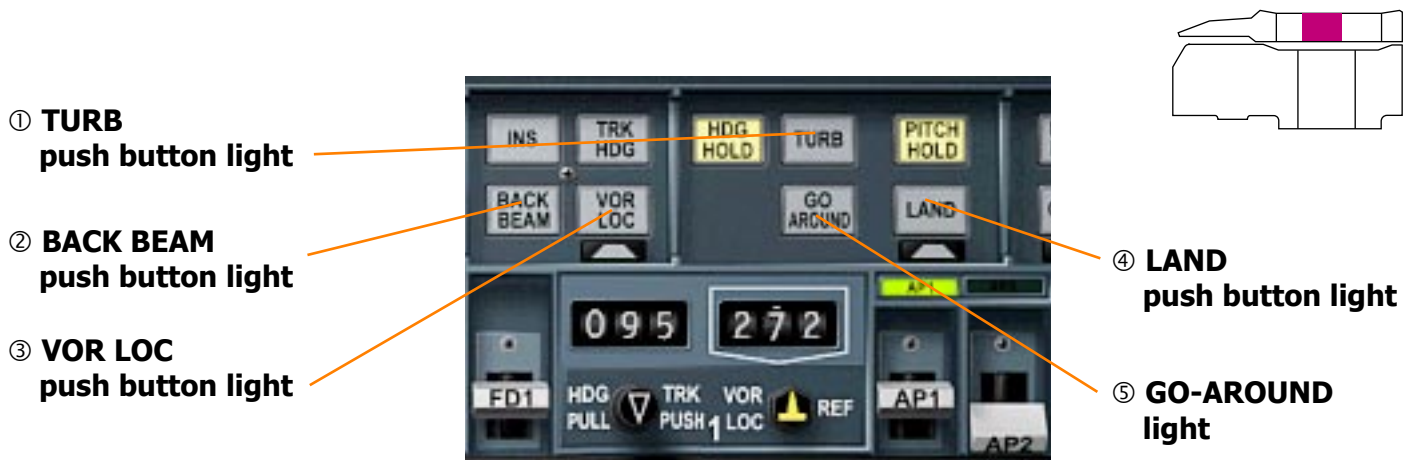 ① TURB
push button light
② BACK BEAM
push button light
③ VOR LOC
push button light
INS
TRK
HDG
HDG
HOLD
TURB
PITCH
HOLD
BACK
BEAM
VOR
LOC
GO
AROUND
LAND
AP1
095
272
FD1
HDG
PULL
TRK
PUSH
1
VOR
LOC
REF
AP1
AP2
④ LAND
push button light
⑤ GO-AROUND
light